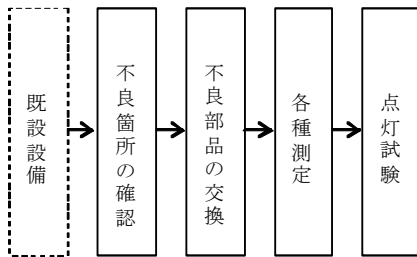 既設設備
不良箇所の確認
不良部品の交換
各種測定
点灯試験